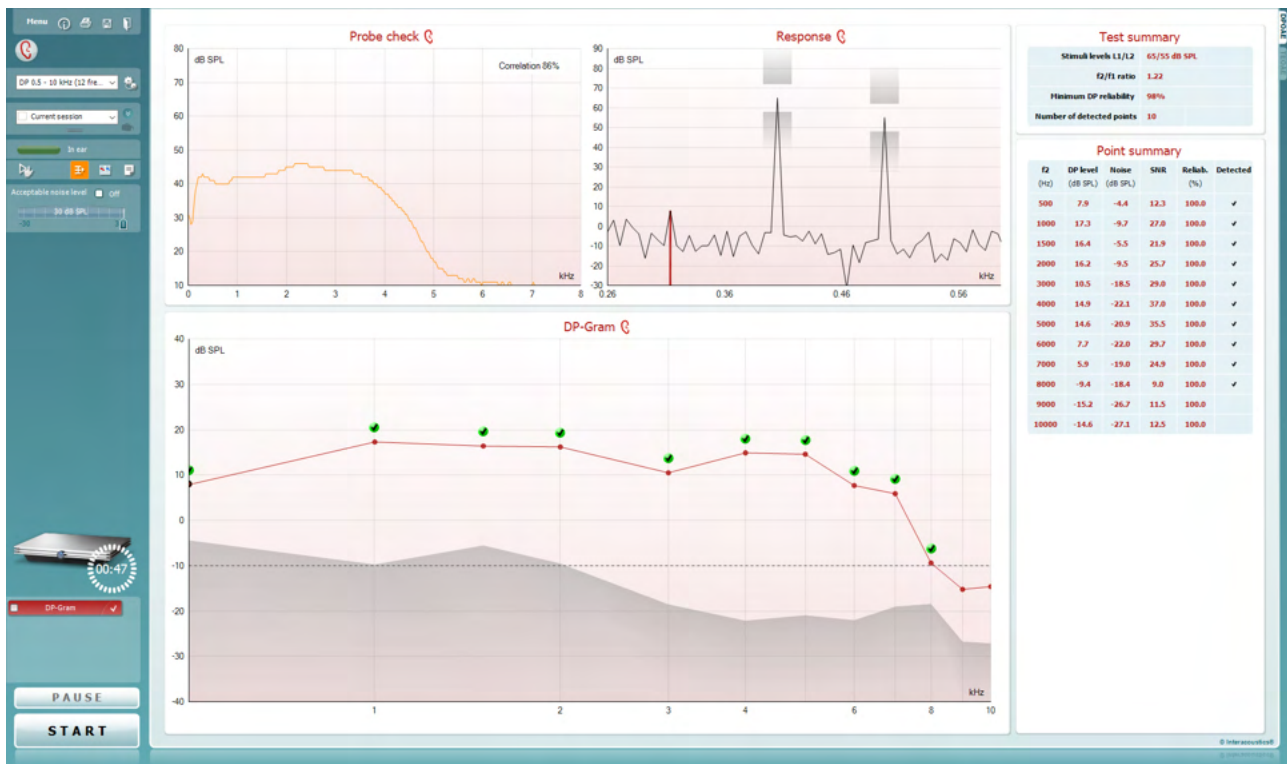 Menu
DP 0.5 - 10 kHz (12 fre...
Current session
In ear
Acceptable noise level Off
30 dB SPL
-30
DP-Gram
00:47
PAUSE
START
Probe check
80
dB SPL
Correlation 86%
70
60
50
40
30
20
10
kHz
0 1 2 3 4 5 6 7 8
Response
90
dB SPL
80
70
60
50
40
30
20
10
0
-10
-20
-30
kHz
0.26 0.36 0.46 0.56
DP-Gram
40
dB SPL
30
20
10
0
-10
-20
-30
-40
kHz
1 2 3 4 6 8 10
Test summary
Stimuli levels L1/L2 65/55 dB SPL
f2/f1 ratio 1.22
Minimum DP reliability 98%
Number of detected points 10
Point summary
f2 DP level Noise SNR Reliab. Detected
(Hz) (dB SPL) (dB SPL) (%)
500 7.9 -4.4 12.3 100.0
1000 17.3 -9.7 27.0 100.0
1500 16.4 -5.5 21.9 100.0
2000 16.2 -9.5 25.7 100.0
3000 10.5 -18.5 29.0 100.0
4000 14.9 -22.1 37.0 100.0
5000 14.6 -20.9 35.5 100.0
6000 7.7 -22.0 29.7 100.0
7000 5.9 -19.0 24.9 100.0
8000 -9.4 -18.4 9.0 100.0
9000 -15.2 -26.7 11.5 100.0
10000 -14.6 -27.1 12.5 100.0
DPOAE
© Interacoustics®